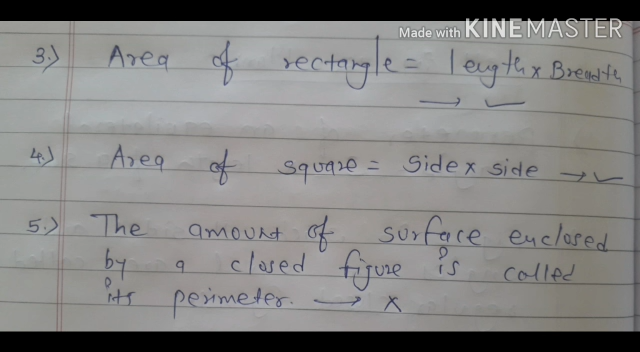 Made with KINEMASTER
3.) Area of rectangle = length x Breadth
→ ✓
4.) Area of square = Side x side → ✓
5.) The amount of surface enclosed
by a closed figure is called
its perimeter. → x